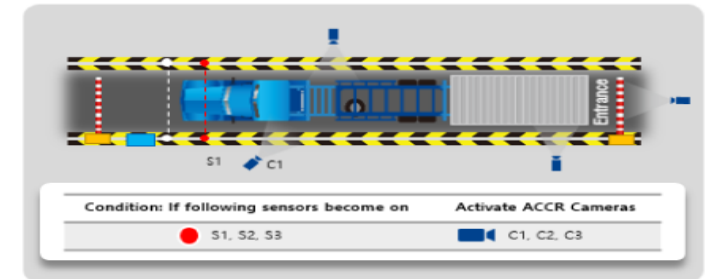 Entrance
S1
C1
Condition: If following sensors become on
Activate ACCR Cameras
S1, S2, S3
C1, C2, C3